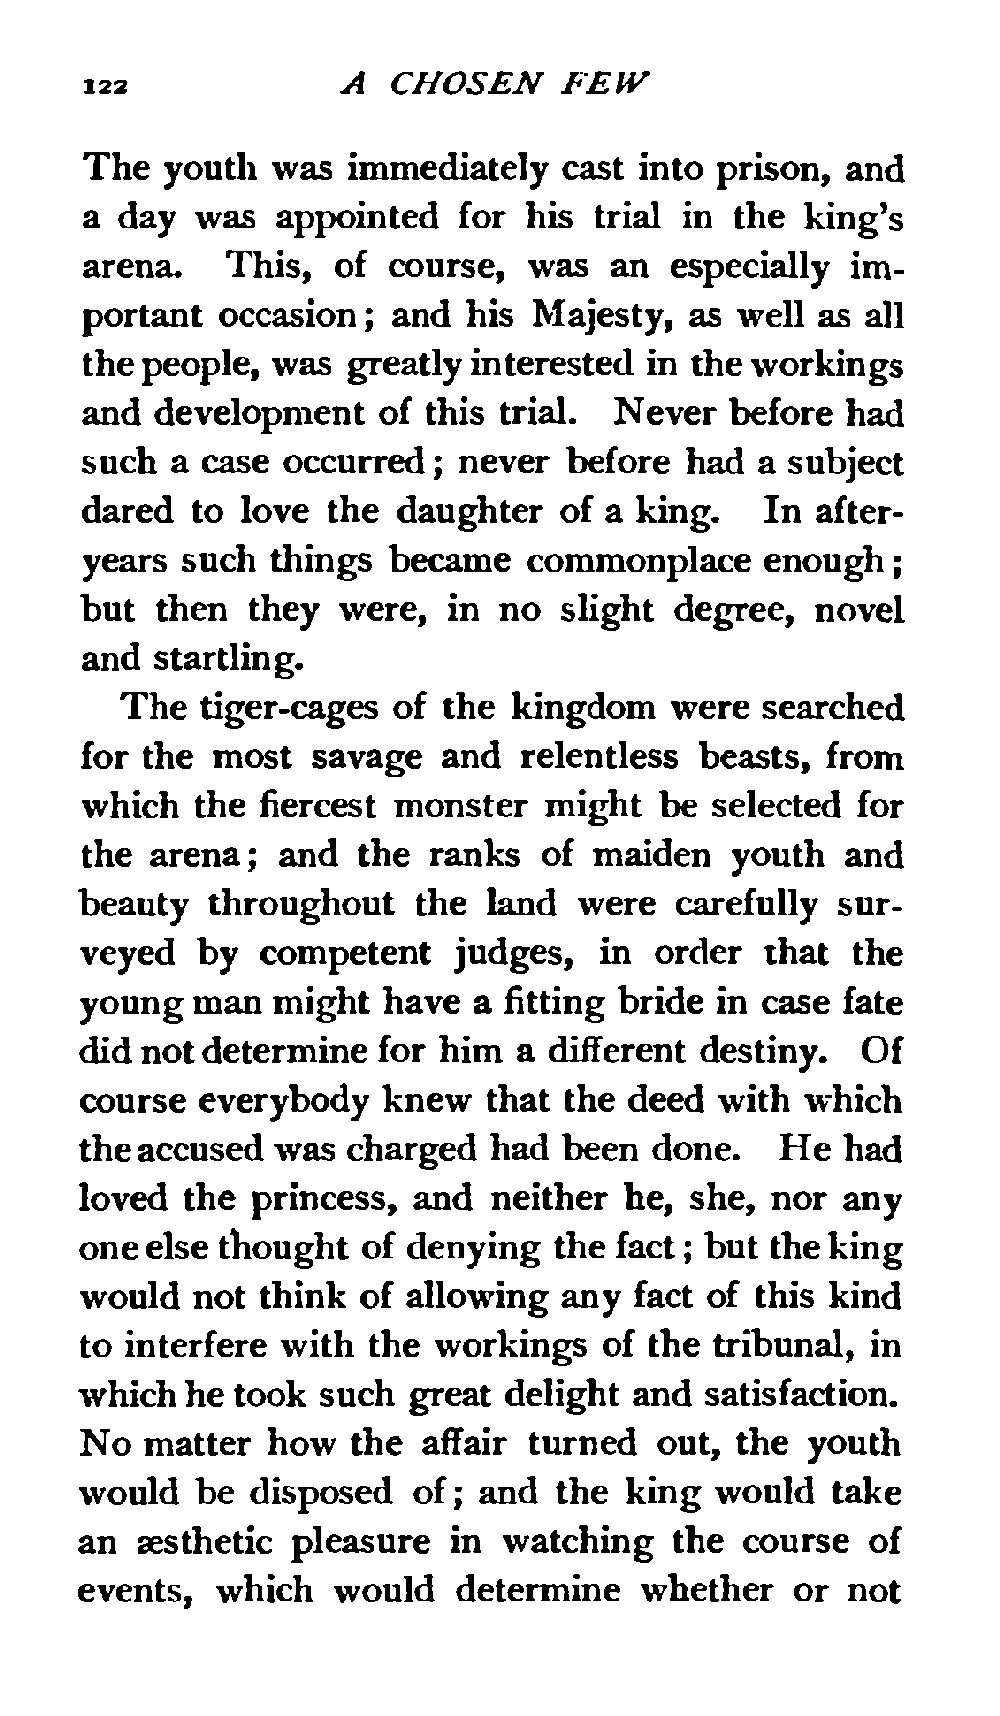 122 A CHOSEN FEW
The youth was immediately cast into prison, and
a day was appointed for his trial in the king's
arena. This, of course, was an especially im-
portant occasion; and his Majesty, as well as all
the people, was greatly interested in the workings
and development of this trial. Never before had
such a case occurred; never before had a subject
dared to love the daughter of a king. In after-
years such things became commonplace enough;
but then they were, in no slight degree, novel
and startling.
The tiger-cages of the kingdom were searched
for the most savage and relentless beasts, from
which the fiercest monster might be selected for
the arena; and the ranks of maiden youth and
beauty throughout the land were carefully sur-
veyed by competent judges, in order that the
young man might have a fitting bride in case fate
did not determine for him a different destiny. Of
course everybody knew that the deed with which
the accused was charged had been done. He had
loved the princess, and neither he, she, nor any
one else thought of denying the fact; but the king
would not think of allowing any fact of this kind
to interfere with the workings of the tribunal, in
which he took such great delight and satisfaction.
No matter how the affair turned out, the youth
would be disposed of; and the king would take
an æsthetic pleasure in watching the course of
events, which would determine whether or not